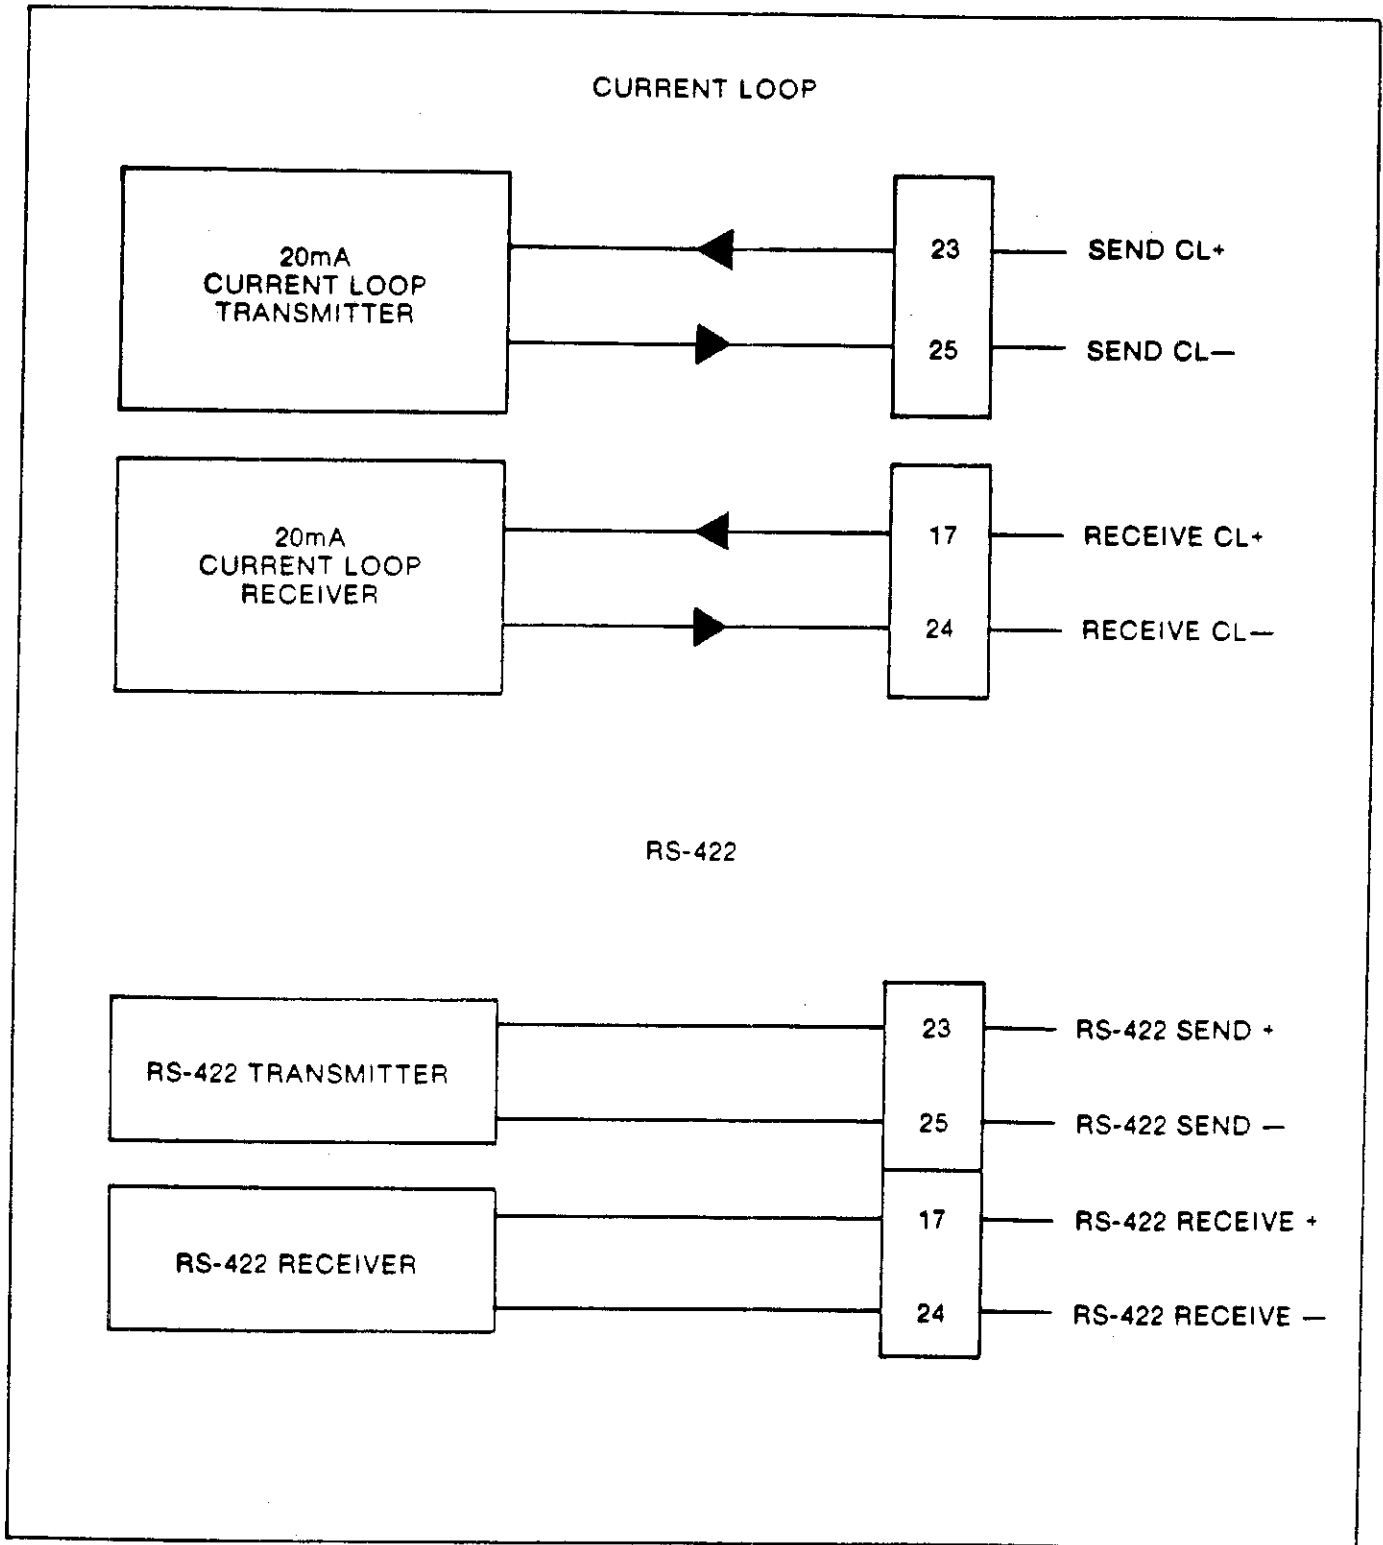 CURRENT LOOP
20mA
CURRENT LOOP
TRANSMITTER
23
SEND CL+
25
SEND CL—
20mA
CURRENT LOOP
RECEIVER
17
RECEIVE CL+
24
RECEIVE CL—
RS-422
RS-422 TRANSMITTER
23
RS-422 SEND +
25
RS-422 SEND —
RS-422 RECEIVER
17
RS-422 RECEIVE +
24
RS-422 RECEIVE —